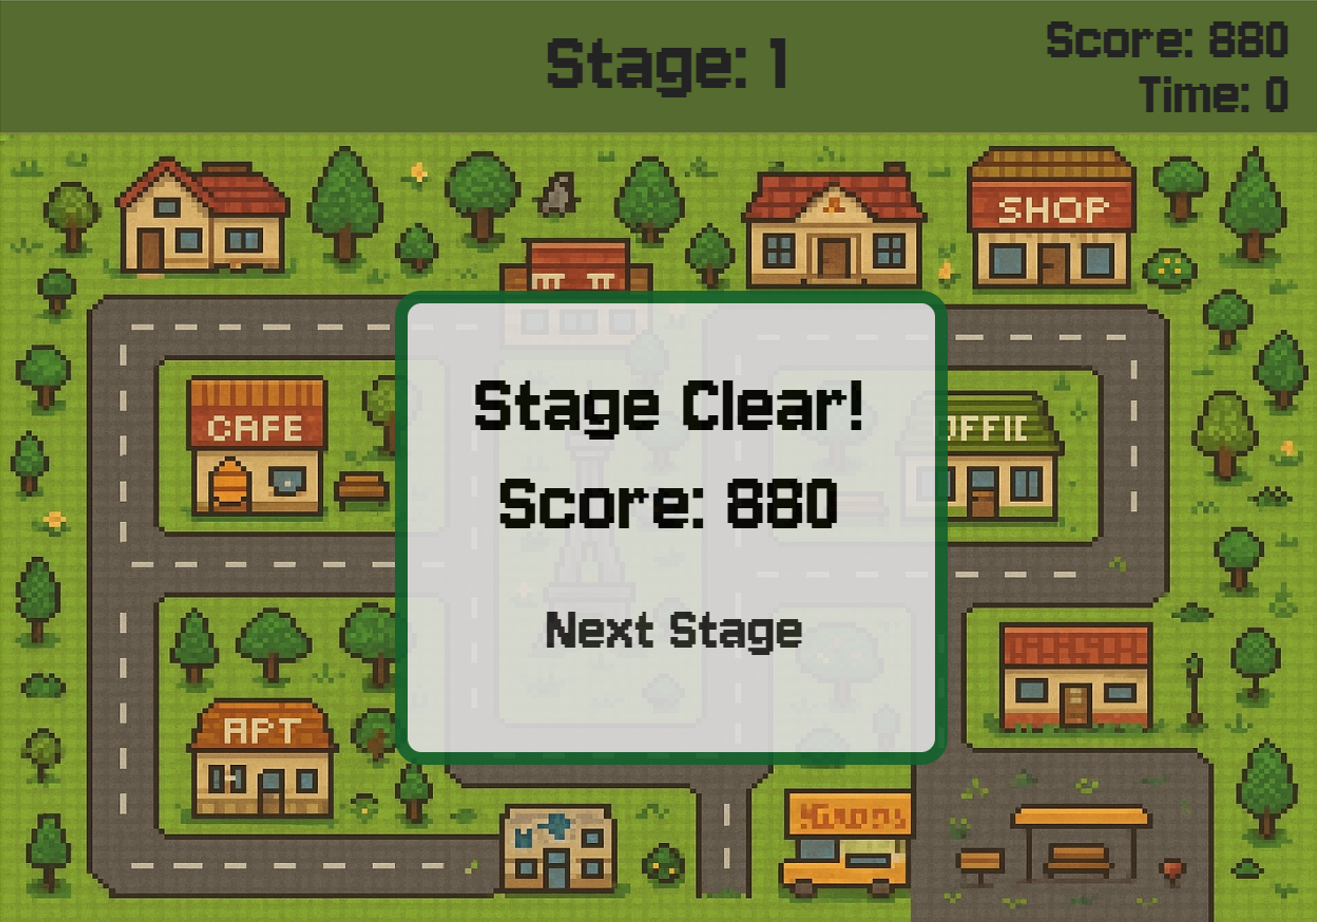 Stage: 1
Score: 880
Time: 0
SHOP
CAFE
Stage Clear!
Score: 880
Next Stage
APT